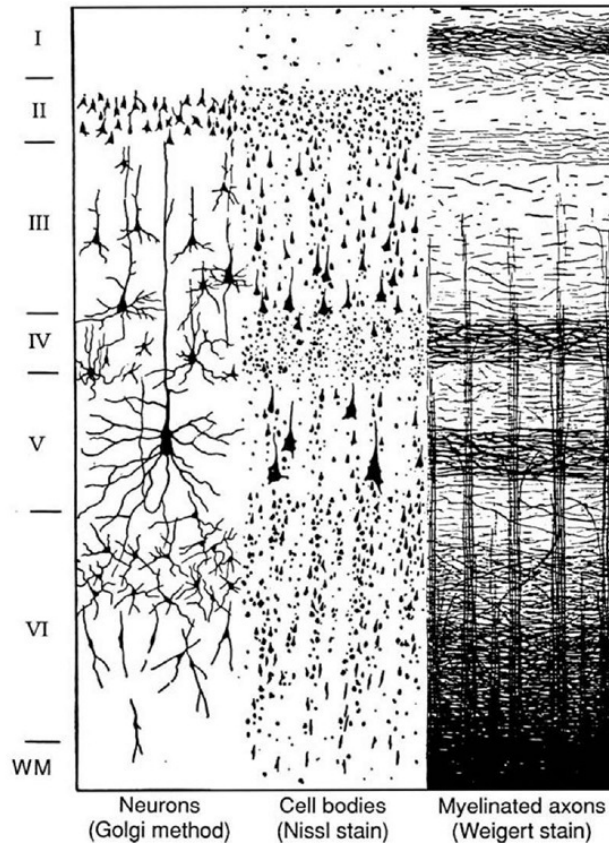 I
II
III
IV
V
VI
WM
Neurons
(Golgi method)
Cell bodies
(Nissl stain)
Myelinated axons
(Weigert stain)